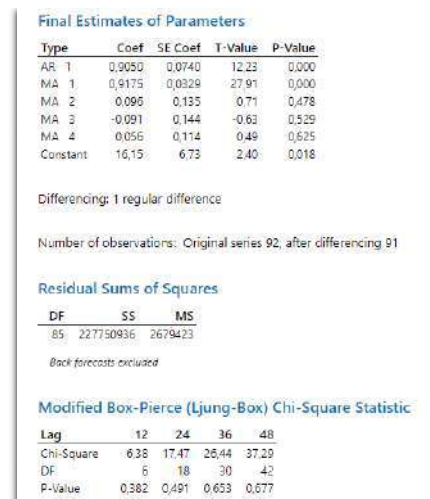 Final Estimates of Parameters
Type Coef SE Coef T-Value P-Value
AR 1 0,9050 0,0740 12,23 0,000
MA 1 0,9175 0,0329 27,91 0,000
MA 2 0,096 0,135 0,71 0,478
MA 3 -0,091 0,144 -0,63 0,529
MA 4 0,056 0,114 0,49 0,625
Constant 16,15 6,73 2,40 0,018
Differencing: 1 regular difference
Number of observations: Original series 92, after differencing 91
Residual Sums of Squares
DF SS MS
85 227750936 2679423
Back forecasts excluded
Modified Box-Pierce (Ljung-Box) Chi-Square Statistic
Lag 12 24 36 48
Chi-Square 6,38 17,47 26,44 37,29
DF 6 18 30 42
P-Value 0,382 0,491 0,653 0,677